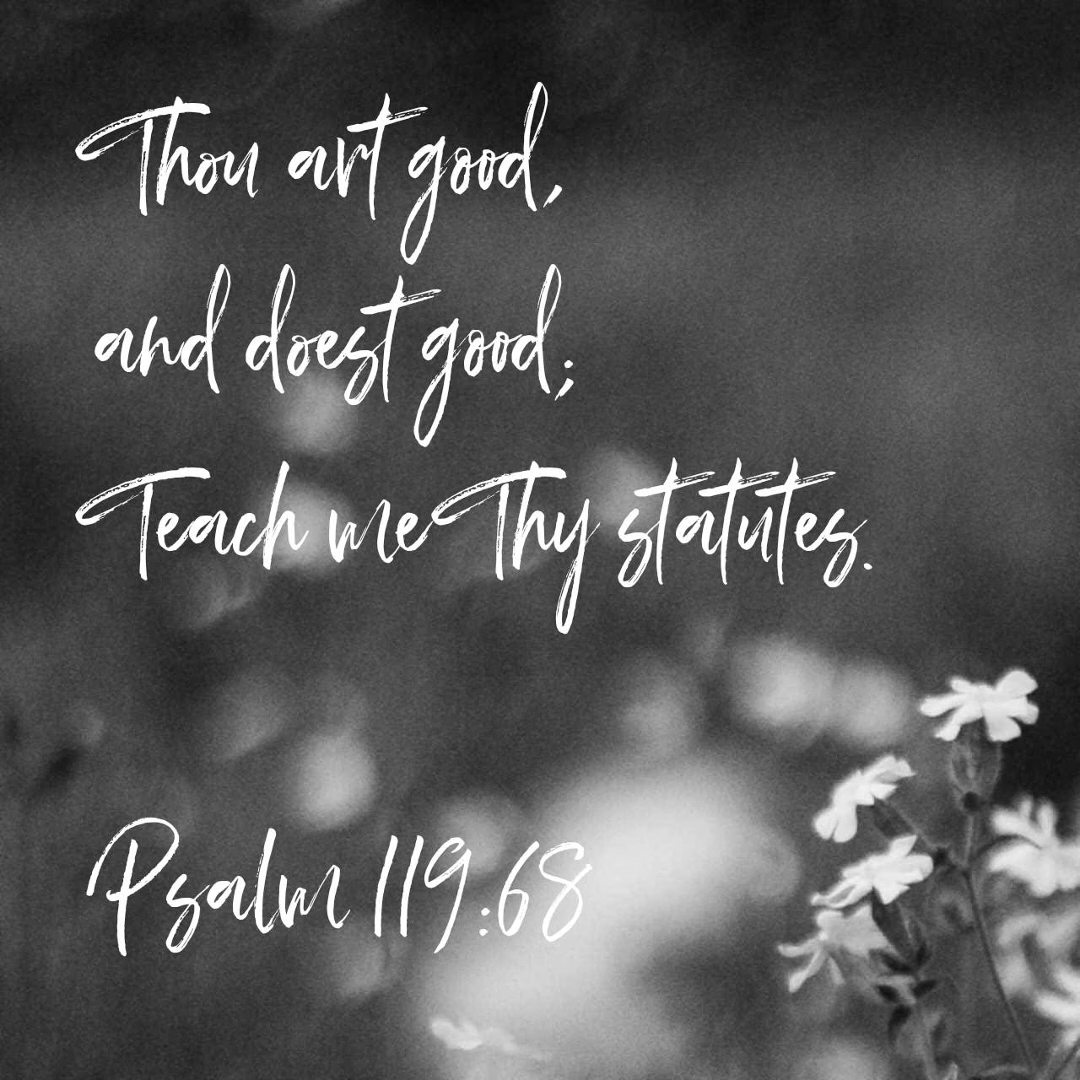 Thou art good,
and doest good;
Teach me Thy statutes.
Psalm 119:68